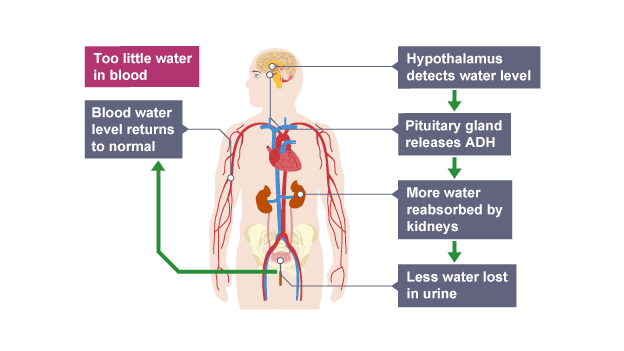 Too little water
in blood
Blood water
level returns
to normal
Hypothalamus
detects water level
Pituitary gland
releases ADH
More water
reabsorbed by
kidneys
Less water lost
in urine